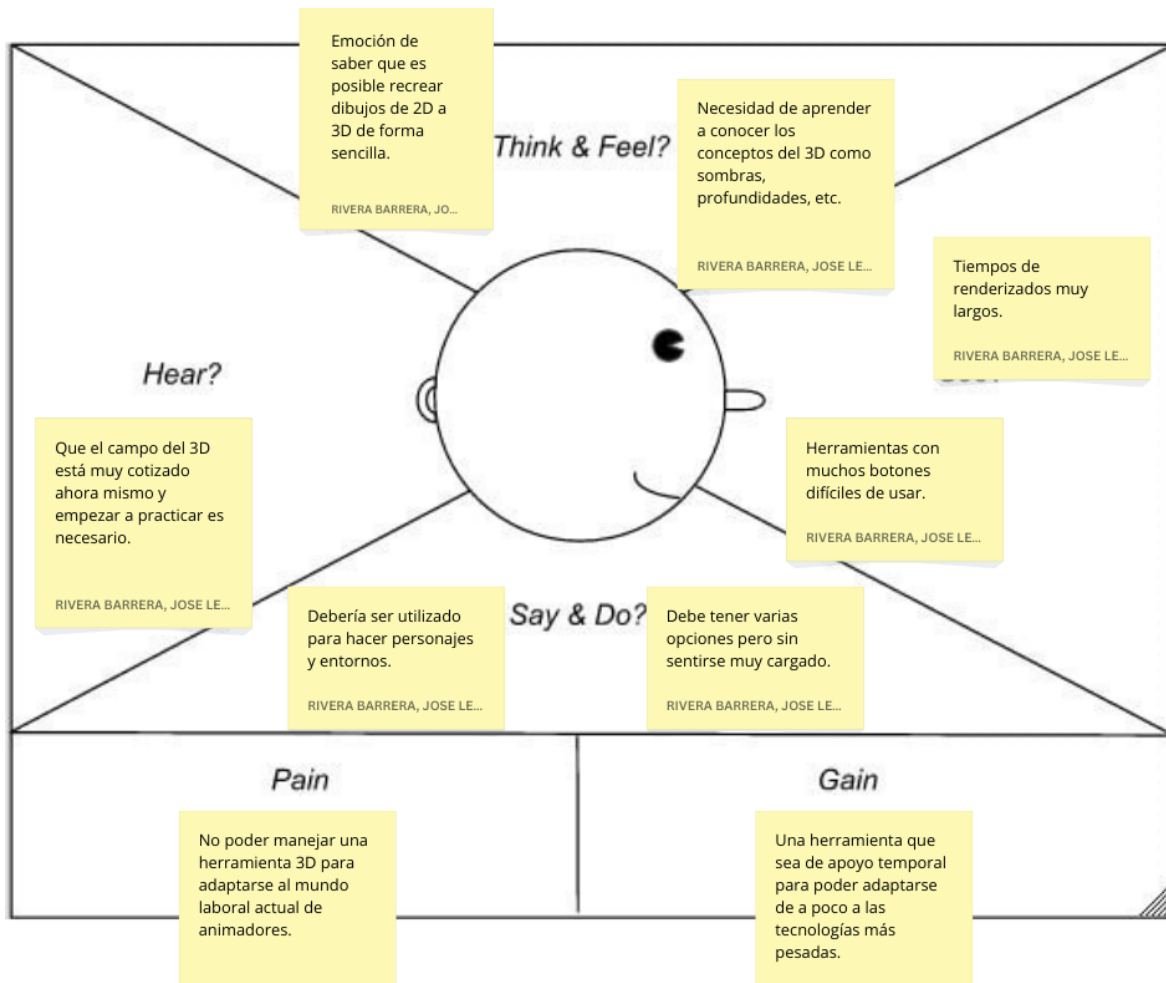 Emoción de
saber que es
posible recrear
dibujos de 2D a
3D de forma
sencilla.
RIVERA BARRERA, JO...
Think & Feel?
Necesidad de aprender
a conocer los
conceptos del 3D como
sombras,
profundidades, etc.
RIVERA BARRERA, JOSE LE...
Tiempos de
renderizados muy
largos.
RIVERA BARRERA, JOSE LE...
Hear?
Que el campo del 3D
está muy cotizado
ahora mismo y
empezar a practicar es
necesario.
RIVERA BARRERA, JOSE LE...
Herramientas con
muchos botones
difíciles de usar.
RIVERA BARRERA, JOSE LE...
Debería ser utilizado
para hacer personajes
y entornos.
RIVERA BARRERA, JOSE LE...
Say & Do?
Debe tener varias
opciones pero sin
sentirse muy cargado.
RIVERA BARRERA, JOSE LE...
Pain
No poder manejar una
herramienta 3D para
adaptarse al mundo
laboral actual de
animadores.
Gain
Una herramienta que
sea de apoyo temporal
para poder adaptarse
de a poco a las
tecnologías más
pesadas.